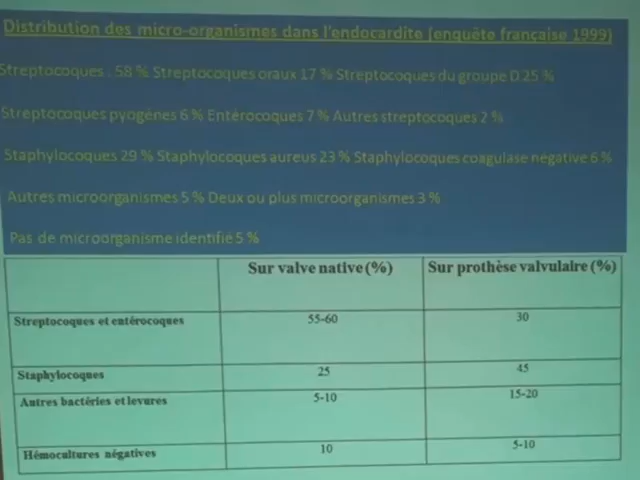 Distribution des micro-organismes dans l'endocardite (enquête française 1999)
Streptocoques . 58 % Streptocoques oraux 17 % Streptocoques du groupe D 25 %
Streptocoques pyogènes 6 % Entérocoques 7 % Autres streptocoques 2 %
Staphylocoques 29 % Staphylocoques aureus 23 % Staphylocoques coagulase négative 6 %
Autres microorganismes 5 % Deux ou plus microorganismes 3 %
Pas de microorganisme identifié 5 %
Sur valve native (%) Sur prothèse valvulaire (%)
Streptocoques et entérocoques 55-60 30
Staphylocoques 25 45
Autres bactéries et levures 5-10 15-20
Hémocultures négatives 10 5-10